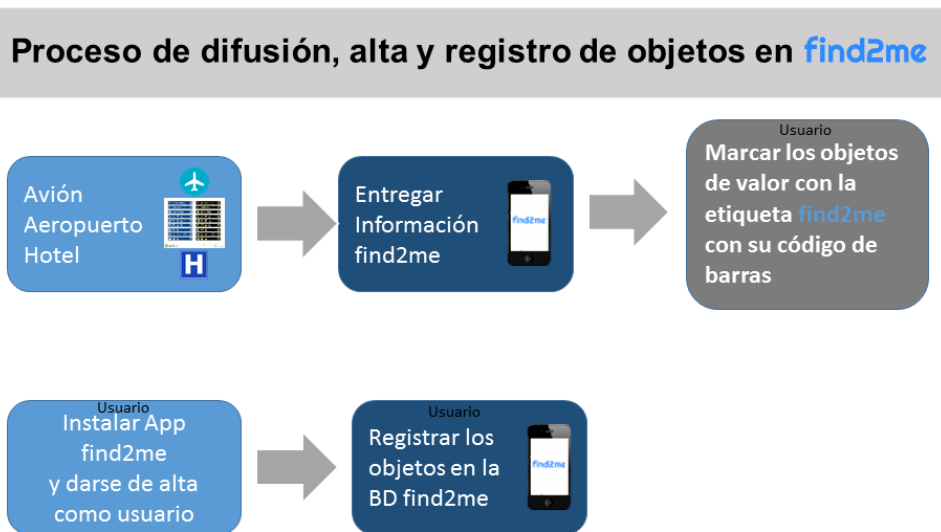 Proceso de difusión, alta y registro de objetos en find2me
Avión
Aeropuerto
Hotel
H
Entregar
Información
find2me
find2me
Usuario
Marcar los objetos
de valor con la
etiqueta find2me
con su código de
barras
Usuario
Instalar App
find2me
y darse de alta
como usuario
Usuario
Registrar los
objetos en la
BD find2me
find2me